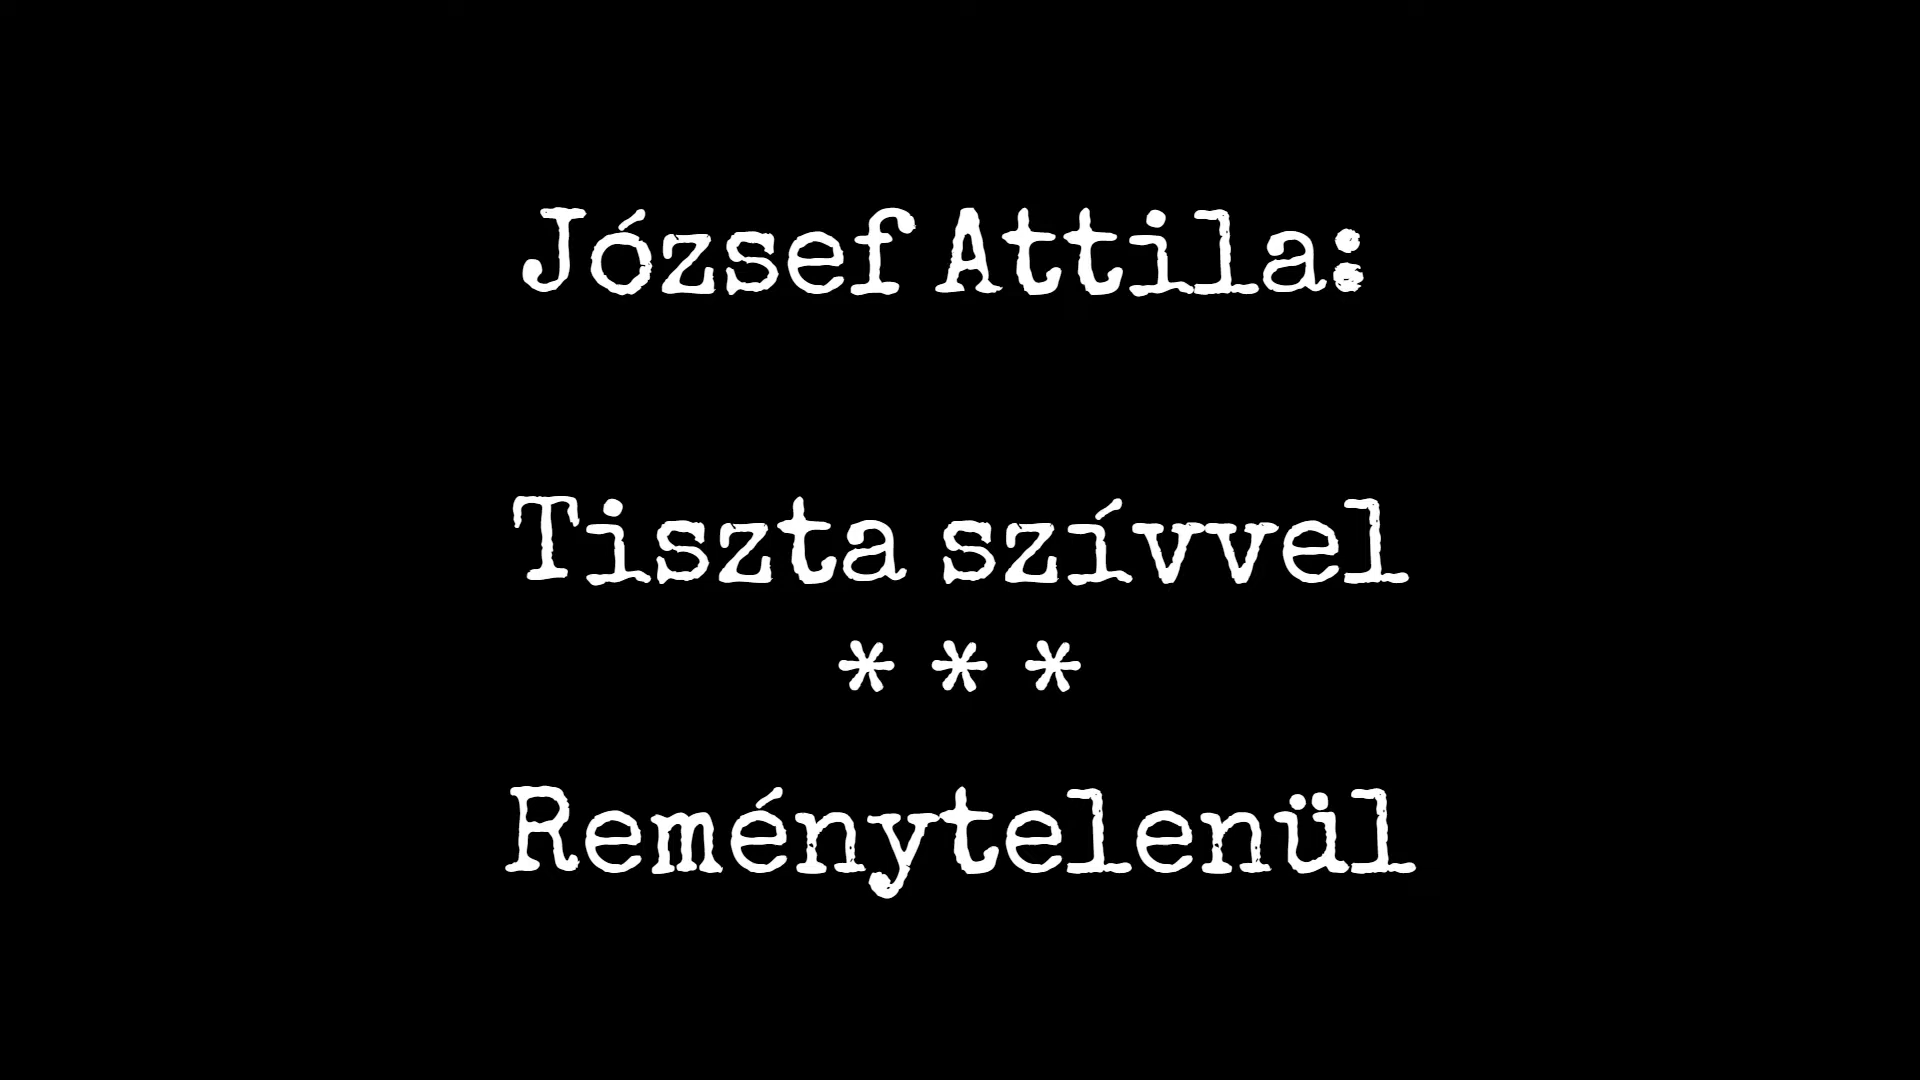 József Attila:
Tiszta szívvel
* * *
Reménytelenül